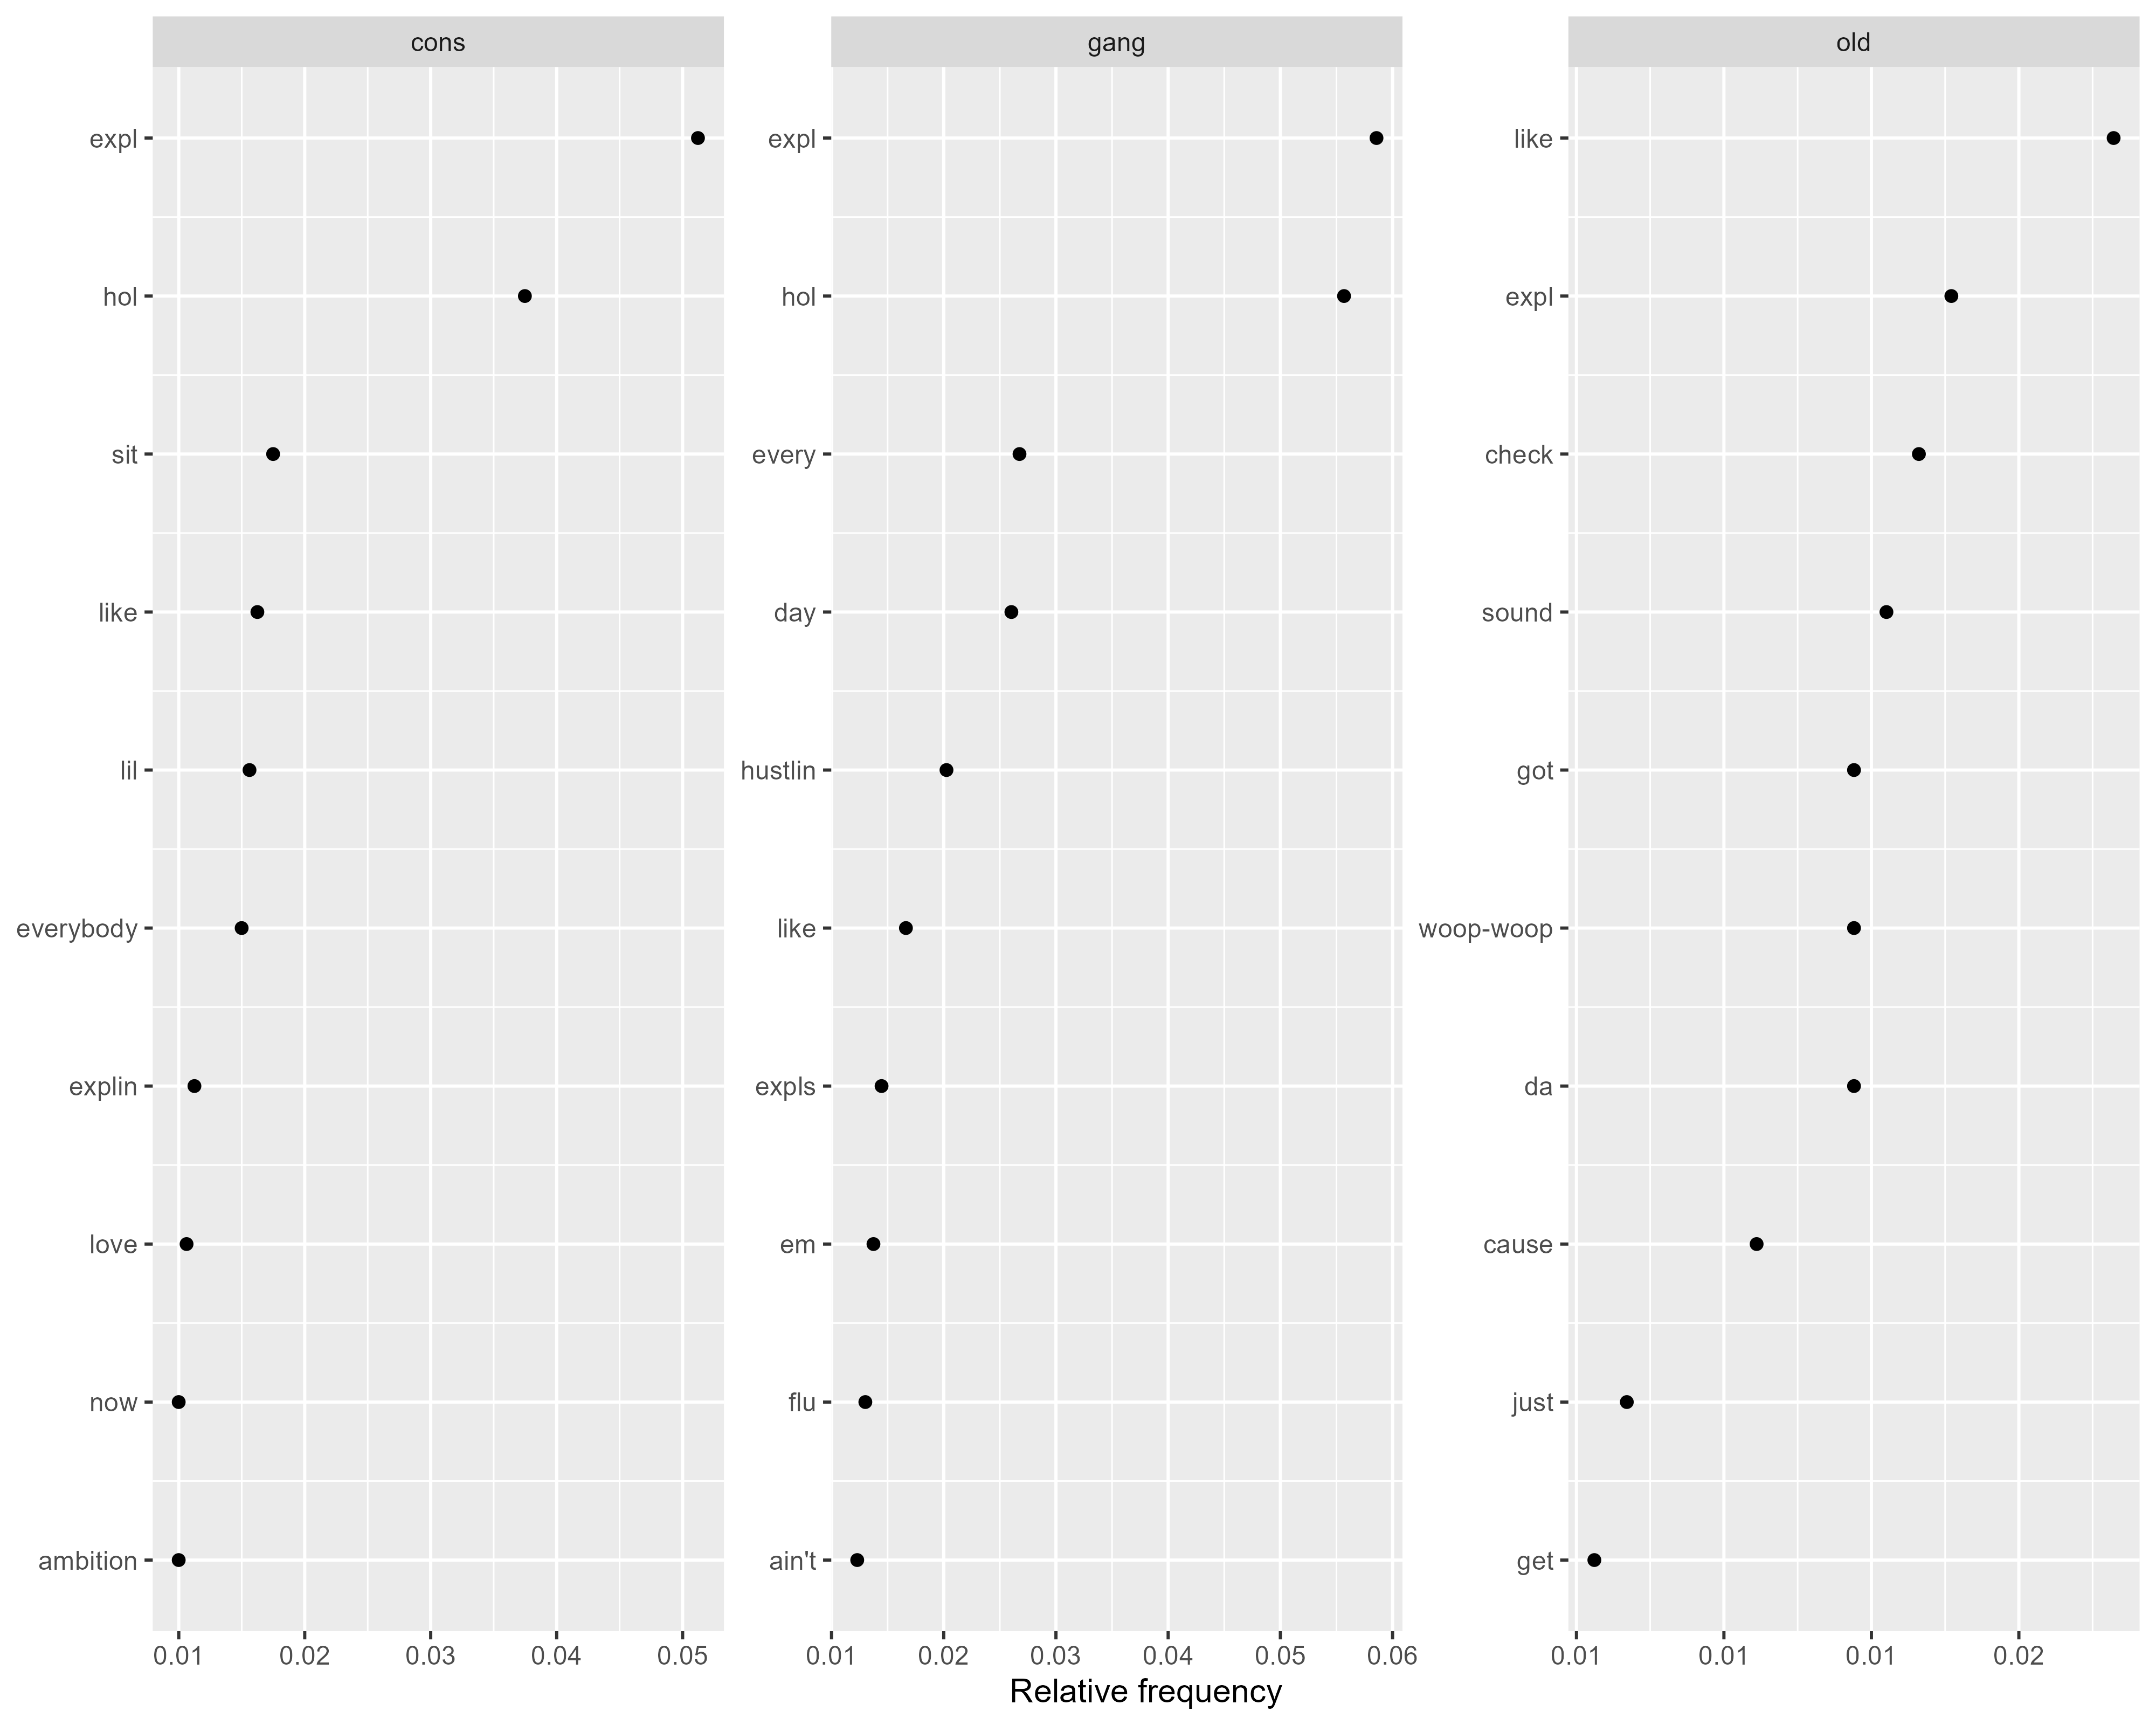 cons
expl
hol
sit
like
lil
everybody
explin
love
now
ambition
0.01 0.02 0.03 0.04 0.05
gang
expl
hol
every
day
hustlin
like
expls
em
flu
ain't
0.01 0.02 0.03 0.04 0.05 0.06
old
like
expl
check
sound
got
woop-woop
da
cause
just
get
0.01 0.01 0.01 0.02
Relative frequency